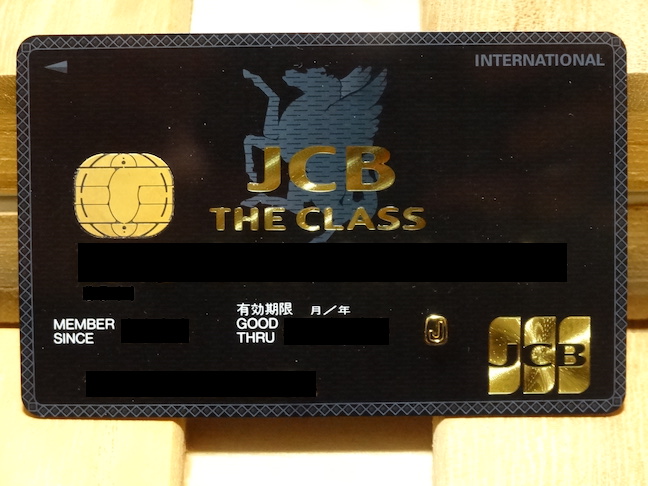 INTERNATIONAL
JCB
THE CLASS
有効期限 月/年
MEMBER SINCE
GOOD THRU
J
JCB